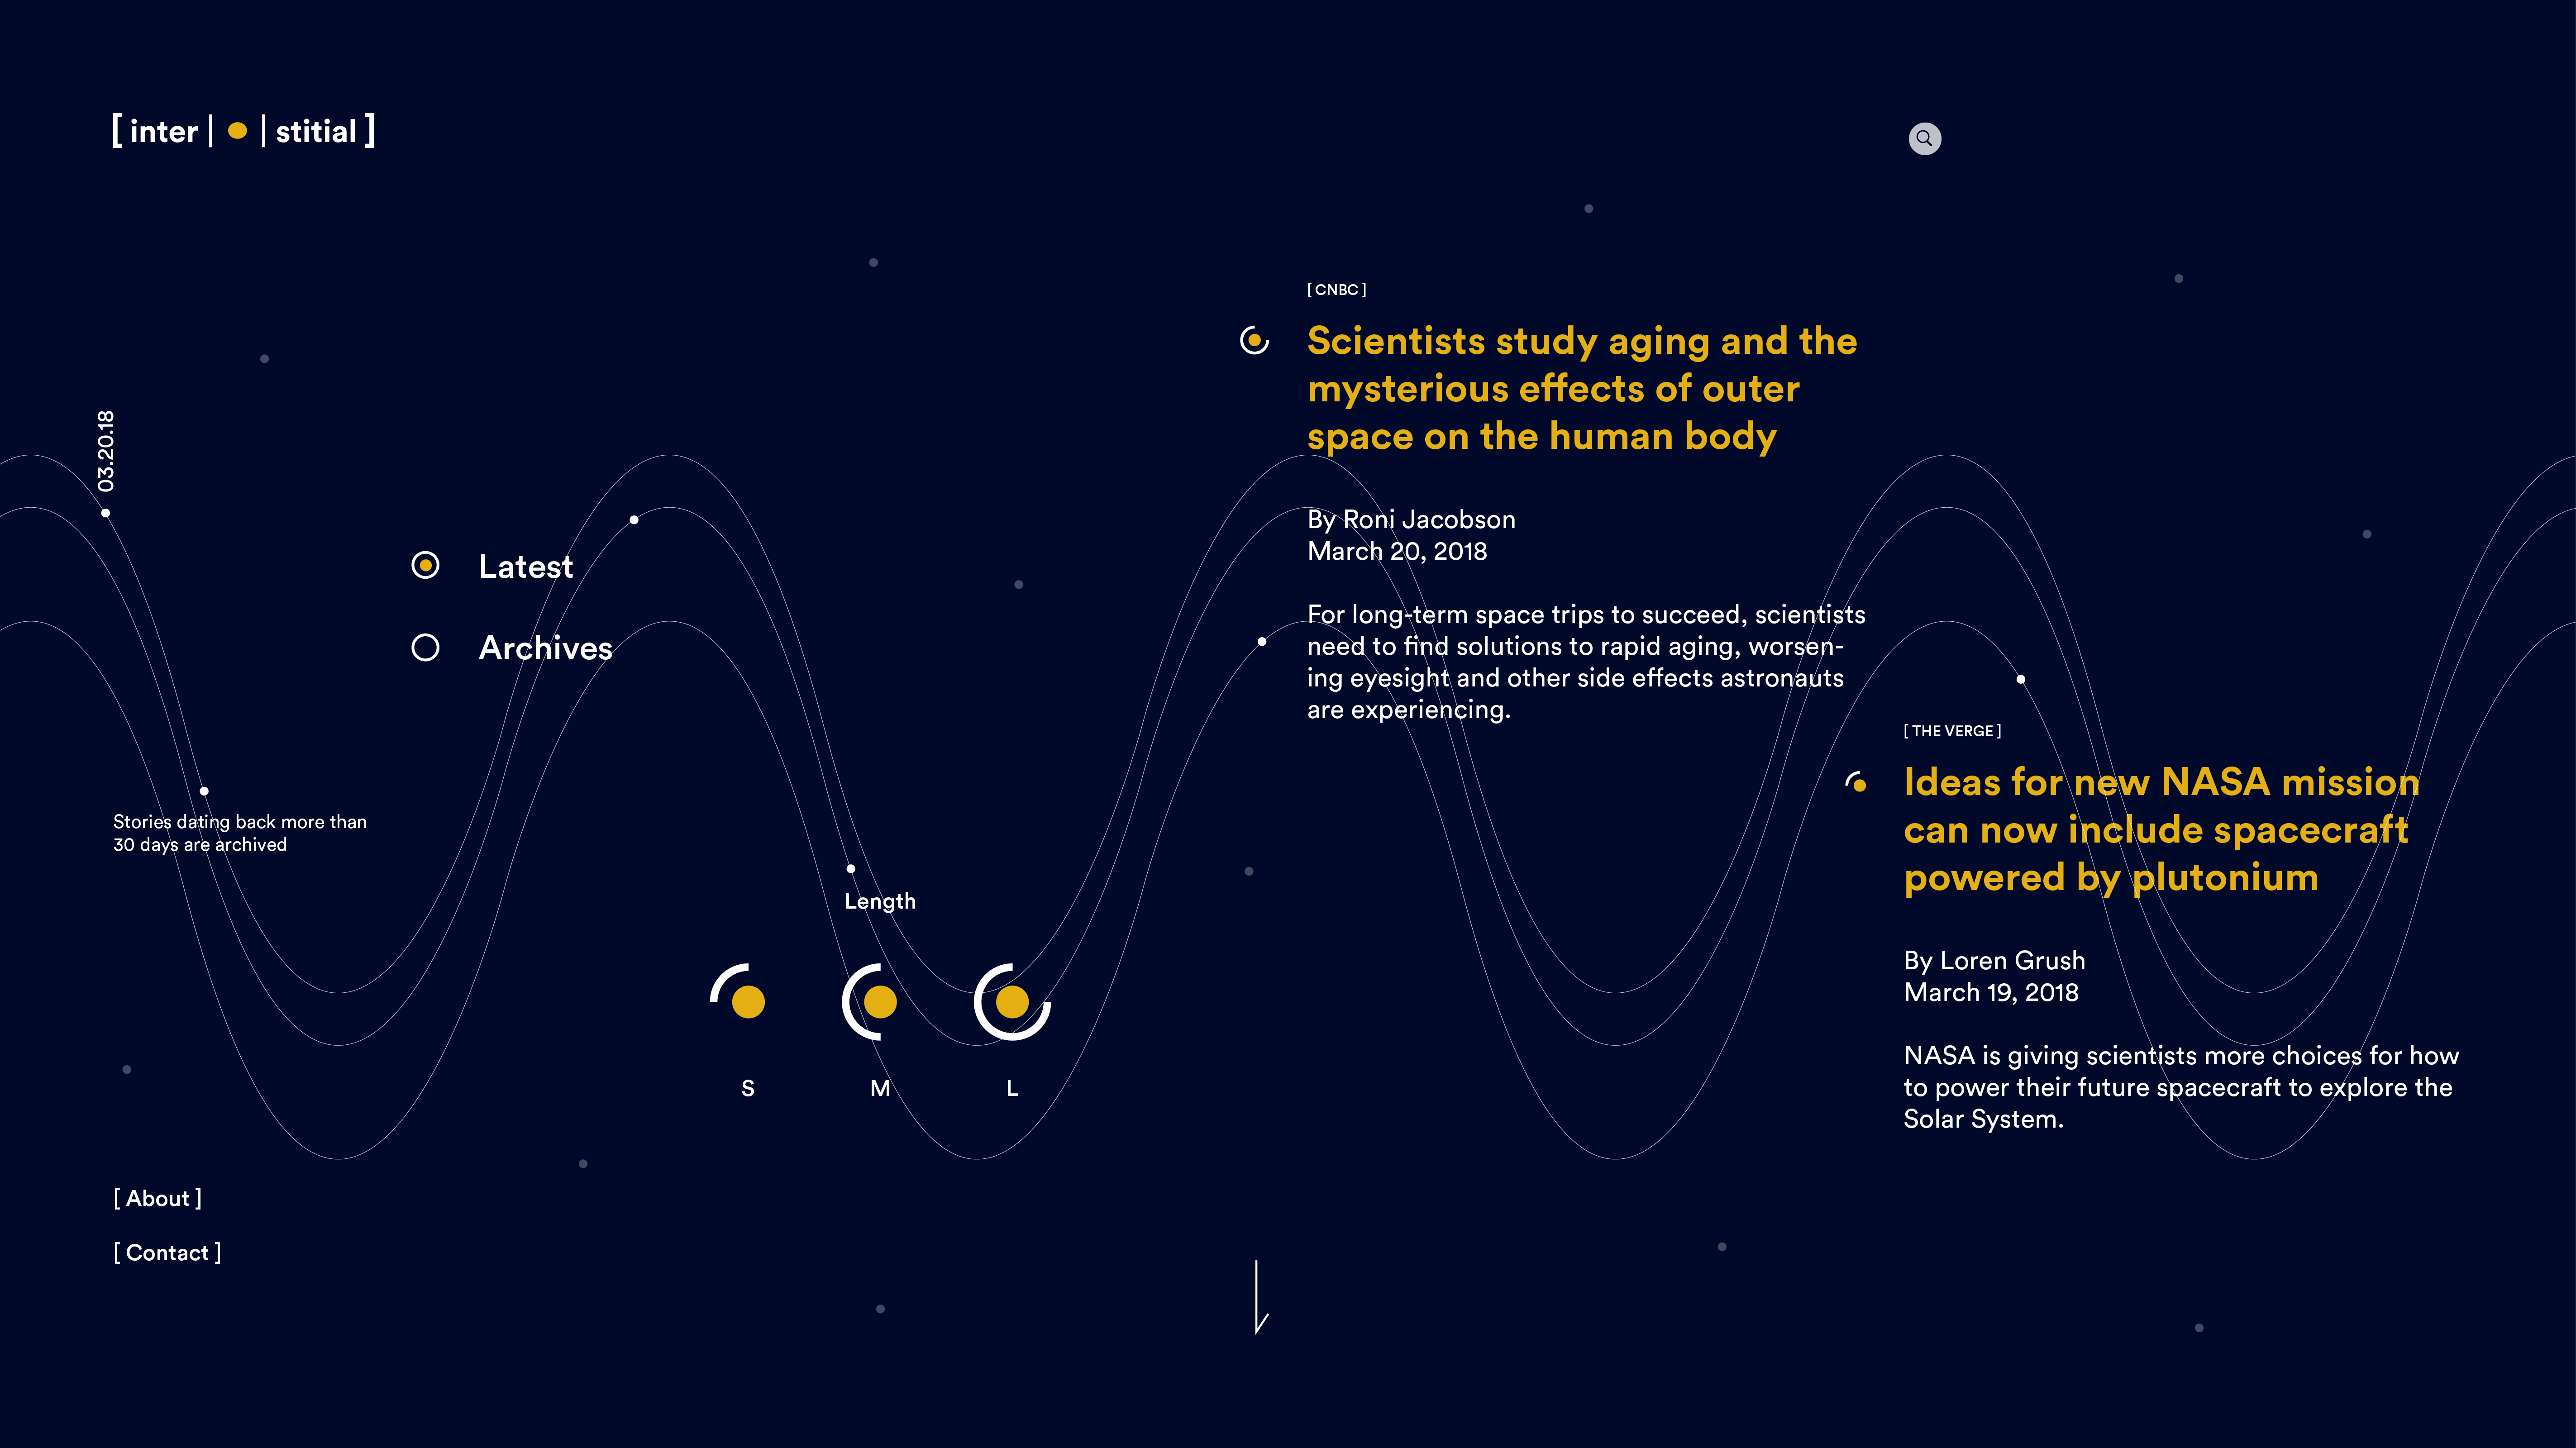 [ inter | | stitial ]
03.20.18
Latest
Archives
Stories dating back more than
30 days are archived
Length
S
M
L
[ About ]
[ Contact ]
[ CNBC ]
Scientists study aging and the
mysterious effects of outer
space on the human body
By Roni Jacobson
March 20, 2018
For long-term space trips to succeed, scientists
need to find solutions to rapid aging, worsen-
ing eyesight and other side effects astronauts
are experiencing.
[ THE VERGE ]
Ideas for new NASA mission
can now include spacecraft
powered by plutonium
By Loren Grush
March 19, 2018
NASA is giving scientists more choices for how
to power their future spacecraft to explore the
Solar System.